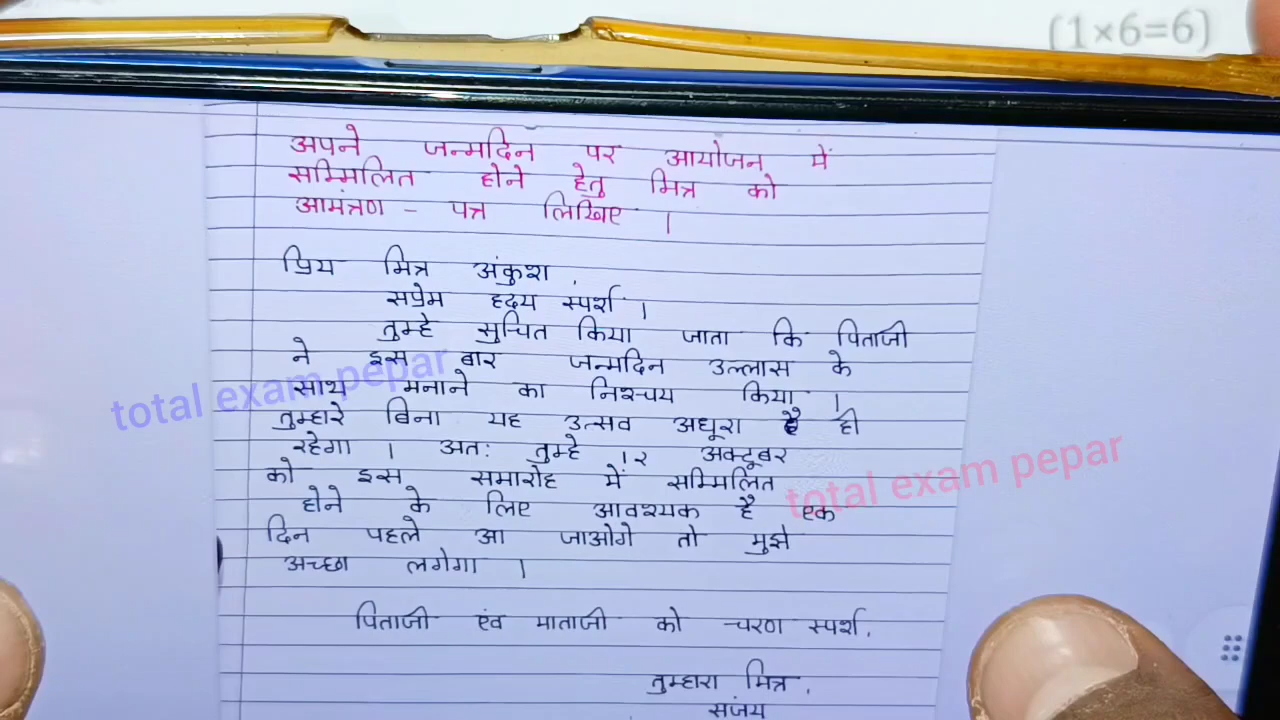 (1×6=6)
अपने जन्मदिन पर आयोजन में
सम्मिलित होने हेतु मित्र को
आमंत्रण - पत्र लिखिए ।
प्रिय मित्र अंकुश,
सप्रेम हृदय स्पर्श ।
तुम्हे सुचित किया जाता कि पिताजी
ने इस बार जन्मदिन उल्लास के
साथ मनाने का निश्चय किया ।
तुम्हारे बिना यह उत्सव अधूरा है ही
रहेगा । अतः तुम्हे १२ अक्टूबर
को इस समारोह में सम्मिलित
होने के लिए आवश्यक है एक
दिन पहले आ जाओगे तो मुझे
अच्छा लगेगा ।
पिताजी एंव माताजी को चरण स्पर्श,
तुम्हारा मित्र,
संजय
total exam pepar
total exam pepar